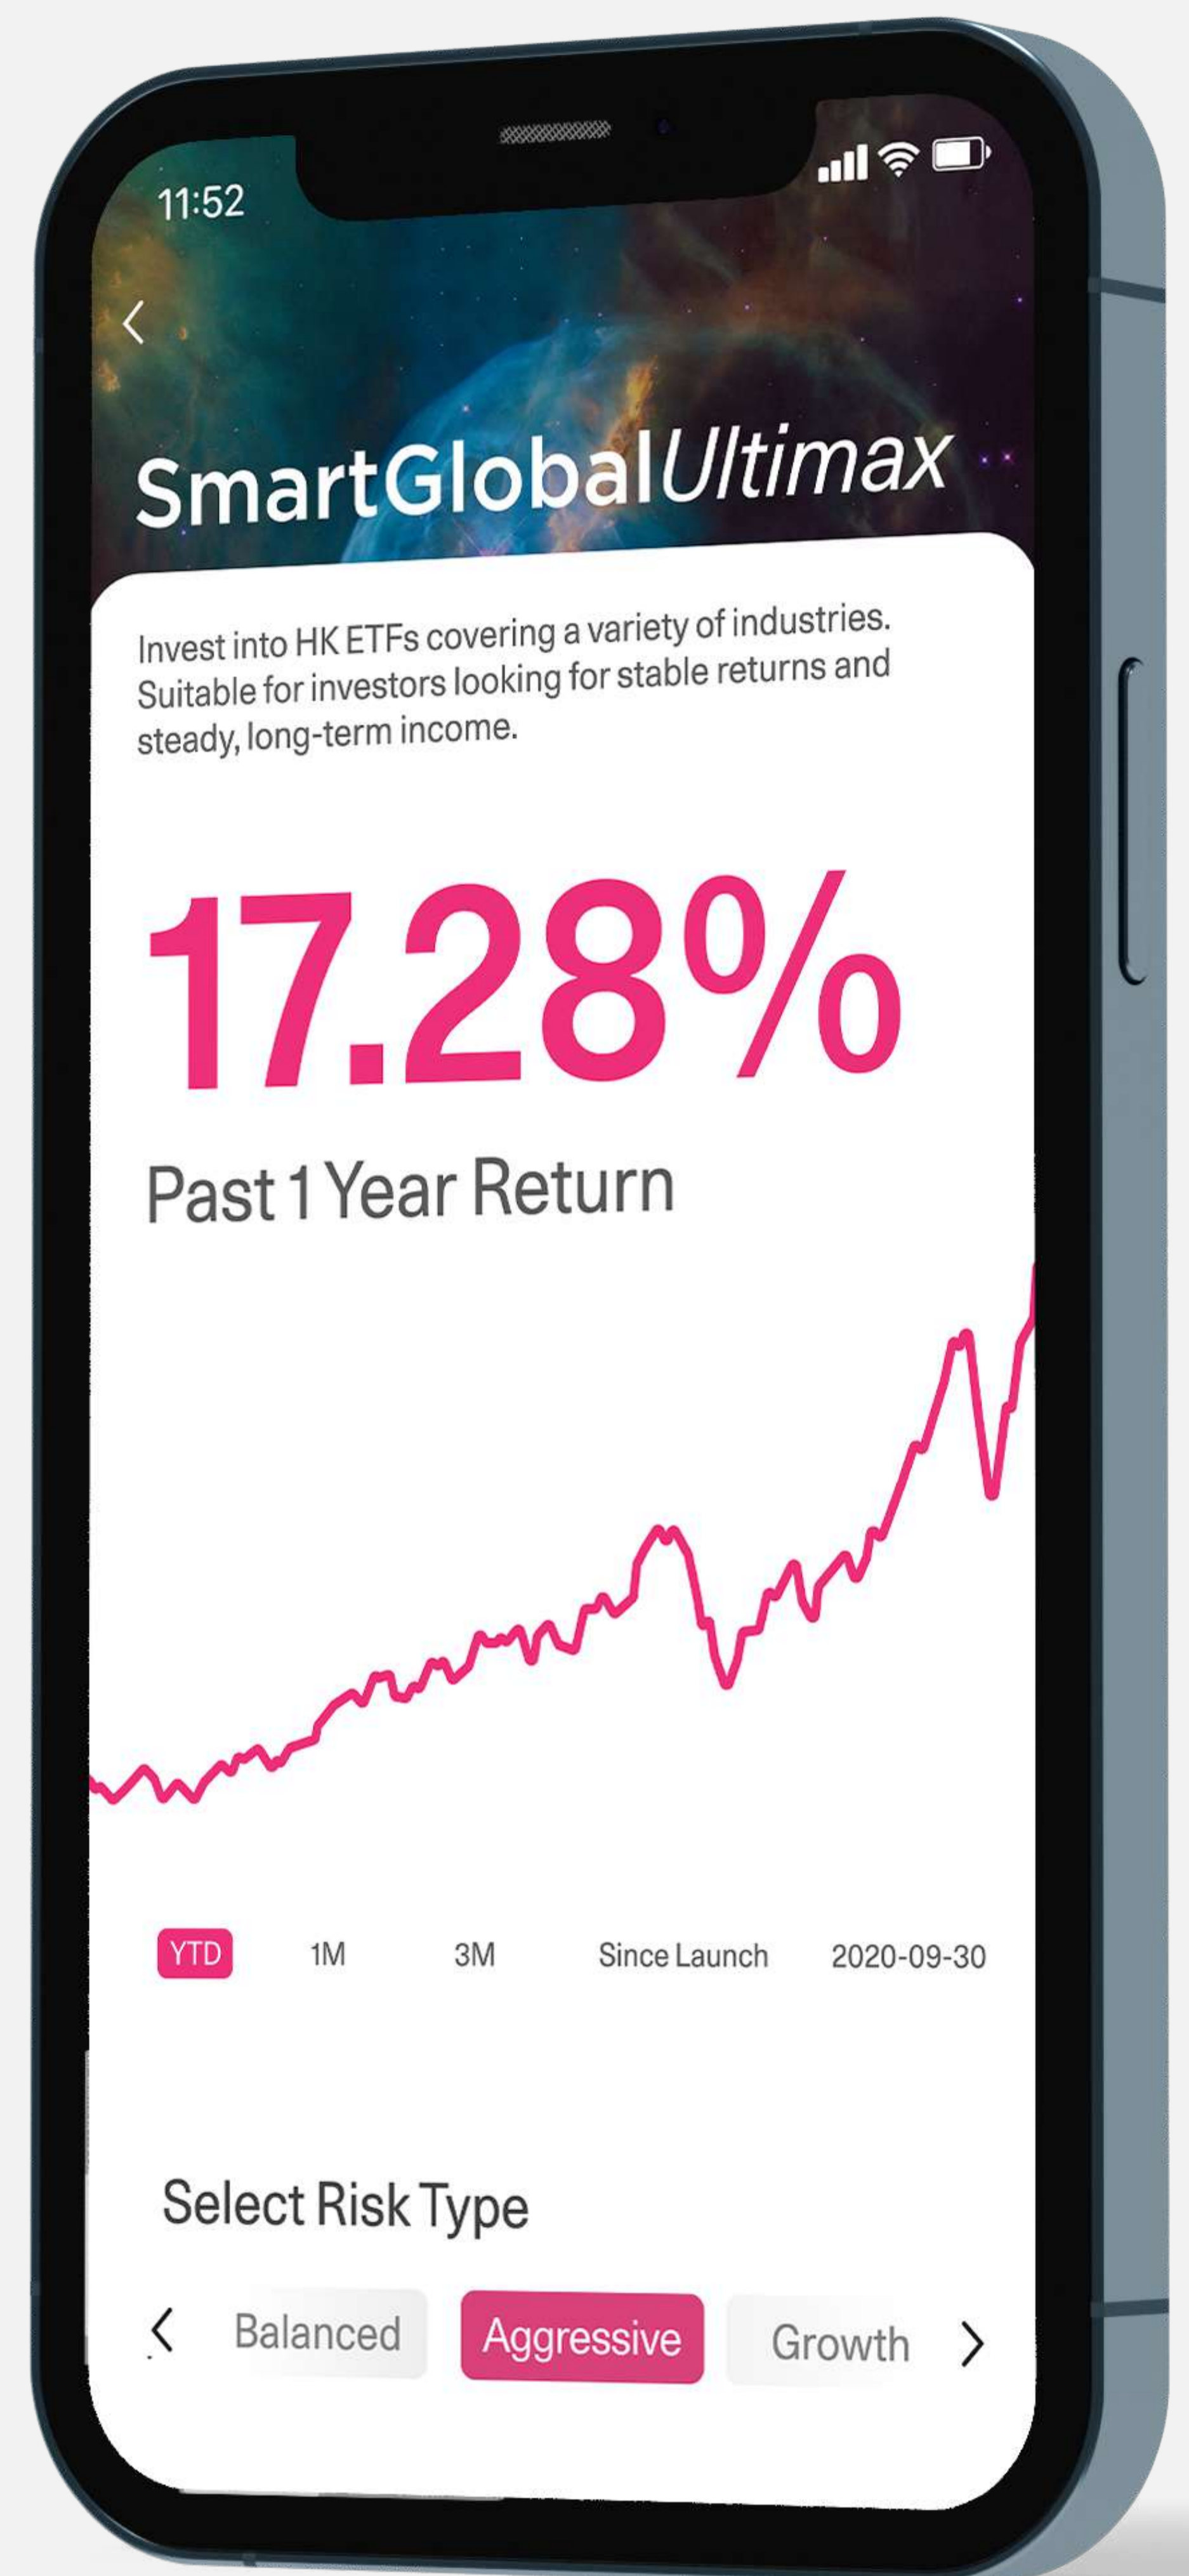 11:52
SmartGlobalUltimax
Invest into HK ETFs covering a variety of industries.
Suitable for investors looking for stable returns and
steady, long-term income.
17.28%
Past 1 Year Return
YTD 1M 3M Since Launch 2020-09-30
Select Risk Type
Balanced Aggressive Growth